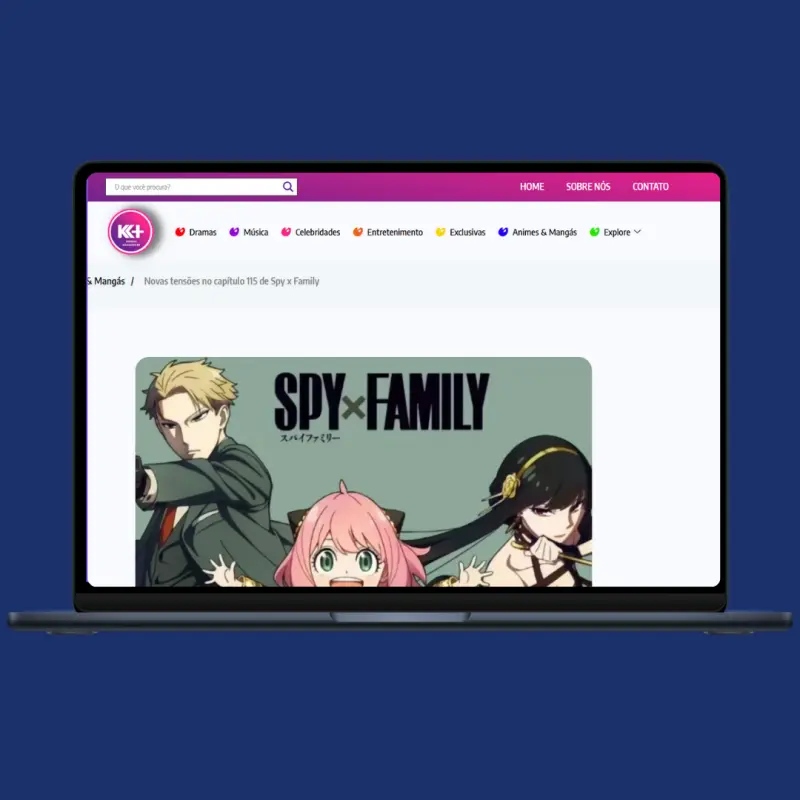 O que você procura?
HOME SOBRE NÓS CONTATO
KK+
Dramas Música Celebridades Entretenimento Exclusivas Animes & Mangás Explore
& Mangás / Novas tensões no capítulo 115 de Spy x Family
SPY×FAMILY
スパイファミリー